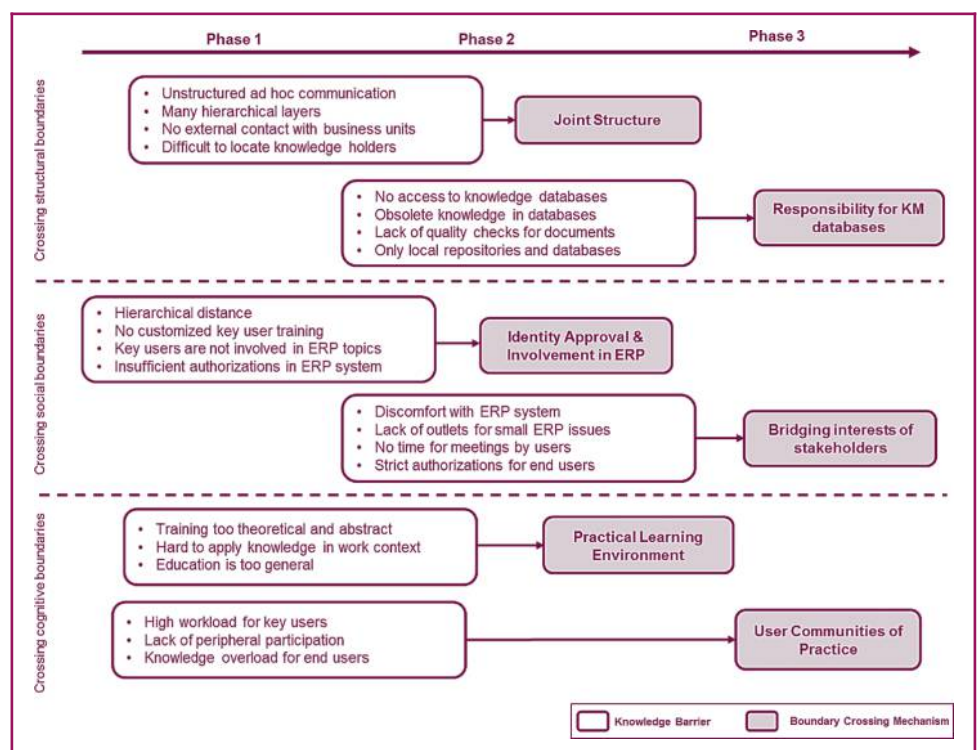 Phase 1
Phase 2
Phase 3
Crossing structural boundaries
• Unstructured ad hoc communication
• Many hierarchical layers
• No external contact with business units
• Difficult to locate knowledge holders
Joint Structure
• No access to knowledge databases
• Obsolete knowledge in databases
• Lack of quality checks for documents
• Only local repositories and databases
Responsibility for KM
databases
Crossing social boundaries
• Hierarchical distance
• No customized key user training
• Key users are not involved in ERP topics
• Insufficient authorizations in ERP system
Identity Approval &
Involvement in ERP
• Discomfort with ERP system
• Lack of outlets for small ERP issues
• No time for meetings by users
• Strict authorizations for end users
Bridging interests of
stakeholders
Crossing cognitive boundaries
• Training too theoretical and abstract
• Hard to apply knowledge in work context
• Education is too general
Practical Learning
Environment
• High workload for key users
• Lack of peripheral participation
• Knowledge overload for end users
User Communities of
Practice
Knowledge Barrier
Boundary Crossing Mechanism